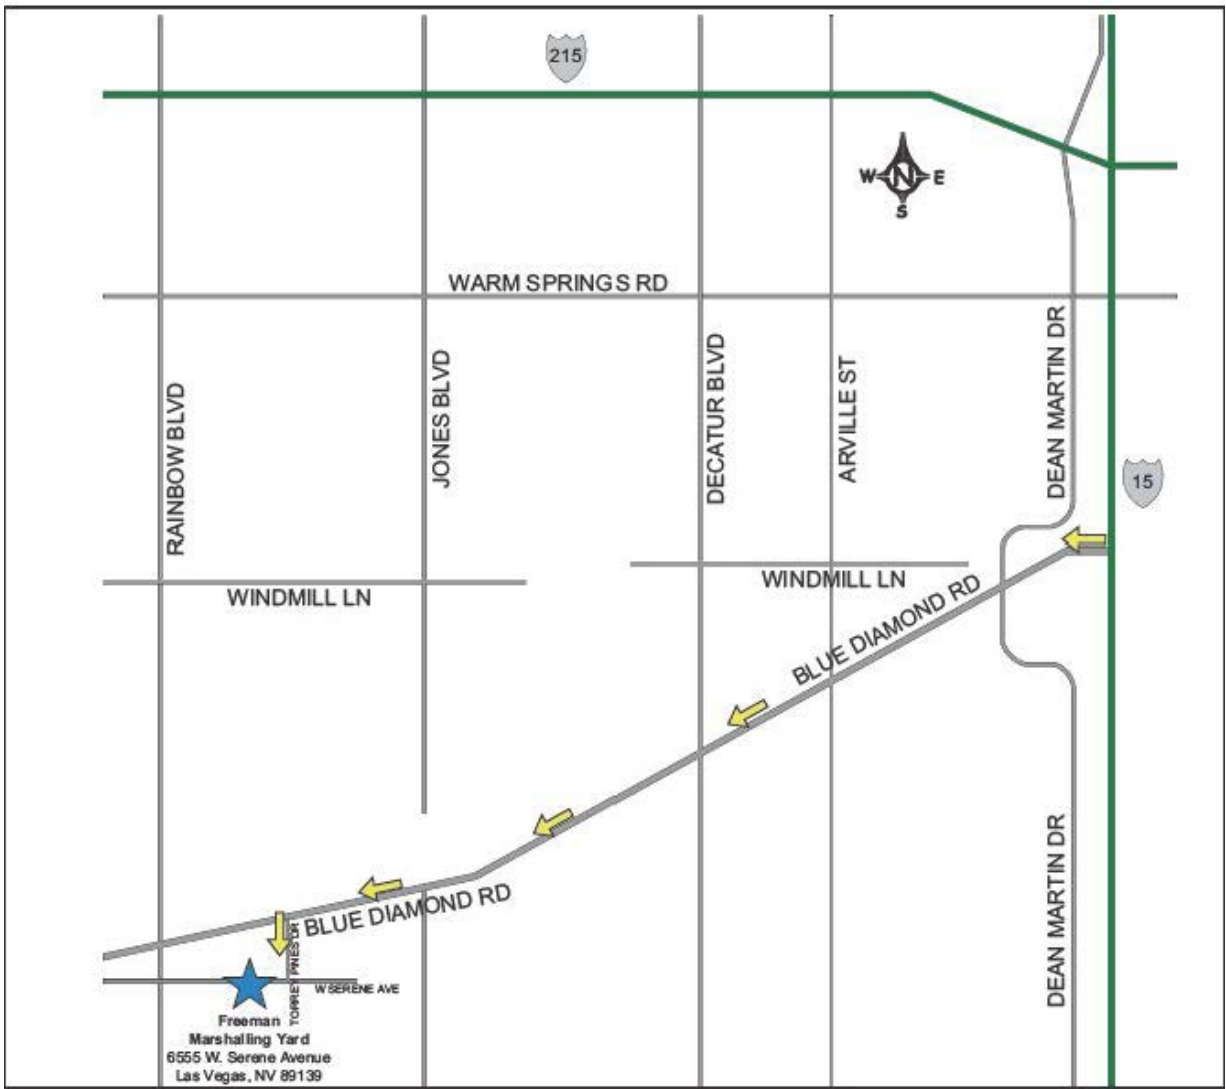 215
N
W
E
S
WARM SPRINGS RD
RAINBOW BLVD
JONES BLVD
DECATUR BLVD
ARVILLE ST
DEAN MARTIN DR
15
WINDMILL LN
WINDMILL LN
BLUE DIAMOND RD
BLUE DIAMOND RD
TORREY PINES DR
W SERENE AVE
DEAN MARTIN DR
Freeman
Marshalling Yard
6555 W. Serene Avenue
Las Vegas, NV 89139